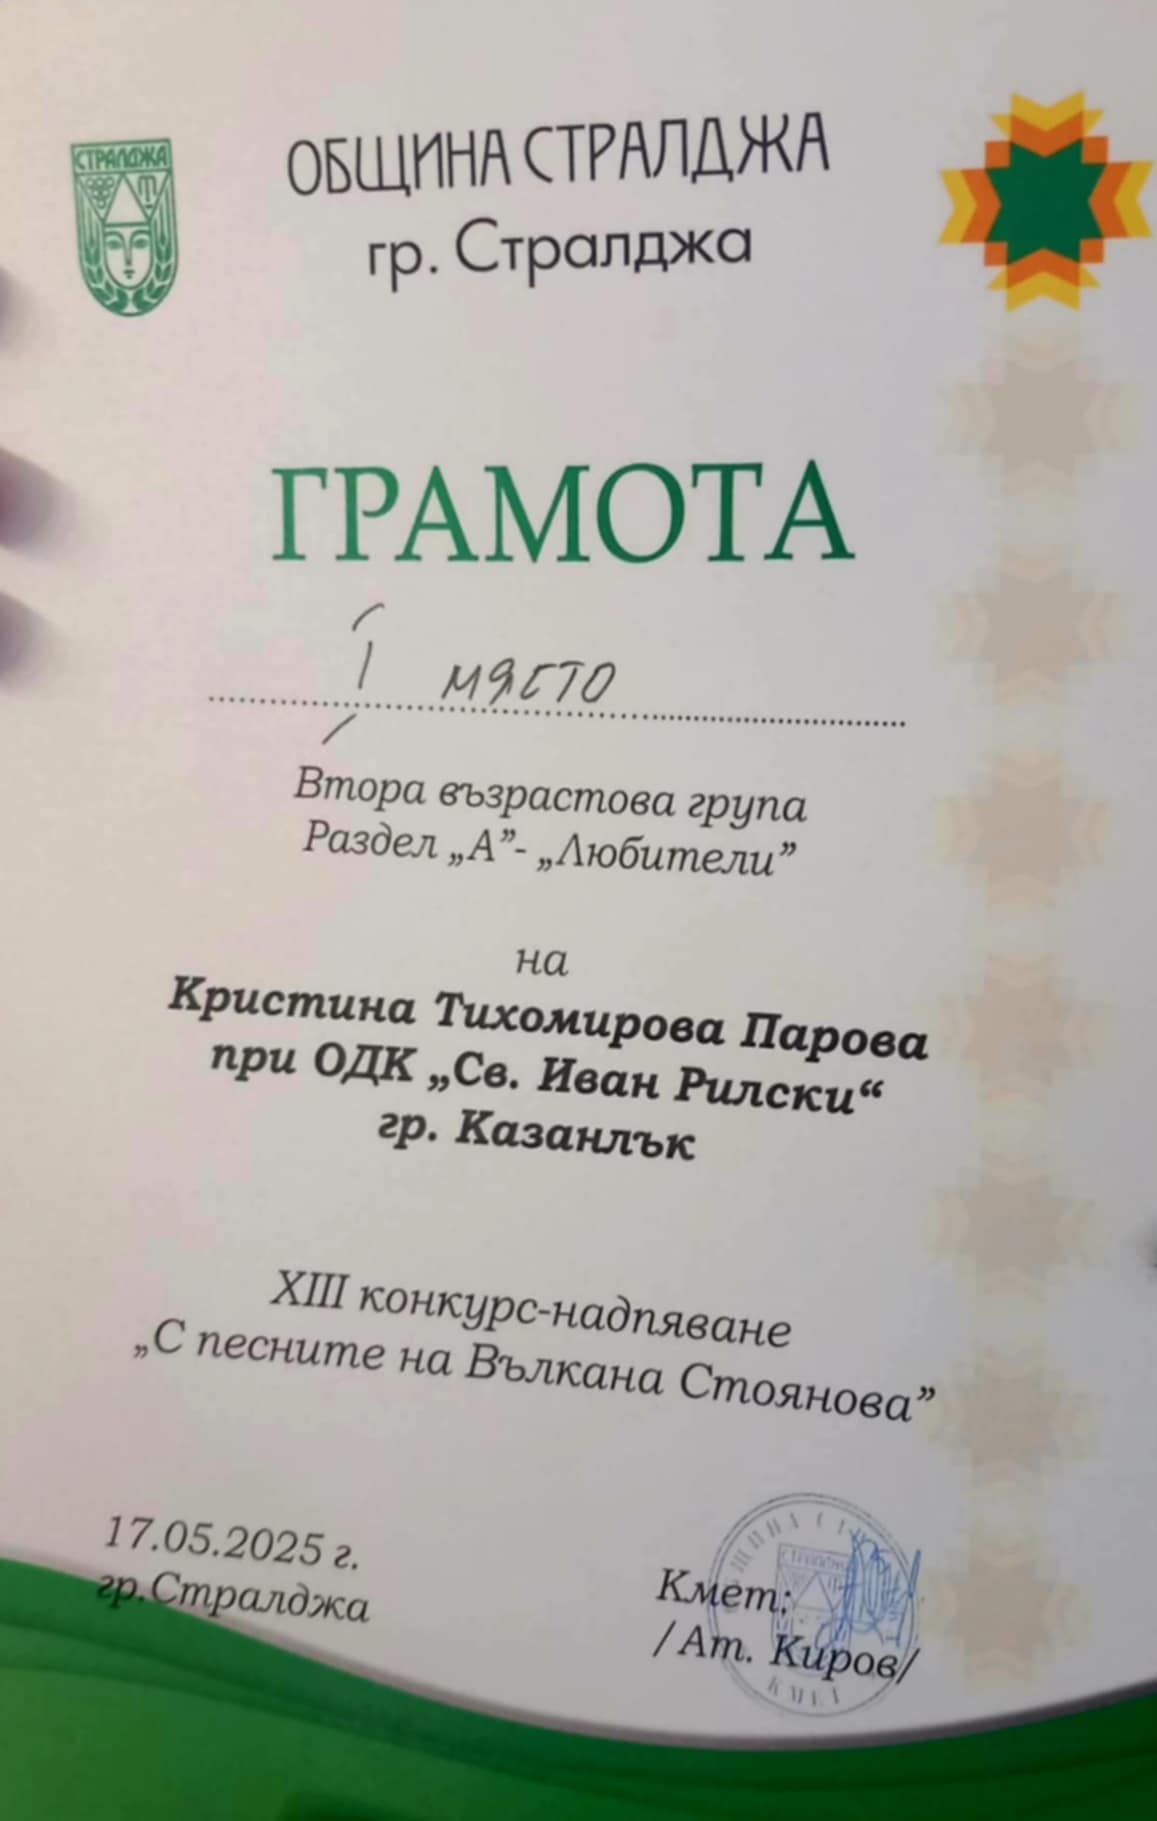 СТРАЛДЖА
ОБЩИНА СТРАЛДЖА
гр. Стралджа
ГРАМОТА
I място
Втора възрастова група
Раздел „А”- „Любители”
на
Кристина Тихомирова Парова
при ОДК „Св. Иван Рилски“
гр. Казанлък
XIII конкурс-надпяване
„С песните на Вълкана Стоянова”
17.05.2025 г.
гр.Стралджа
Кмет:
/Ат. Киров/
КМЕТ